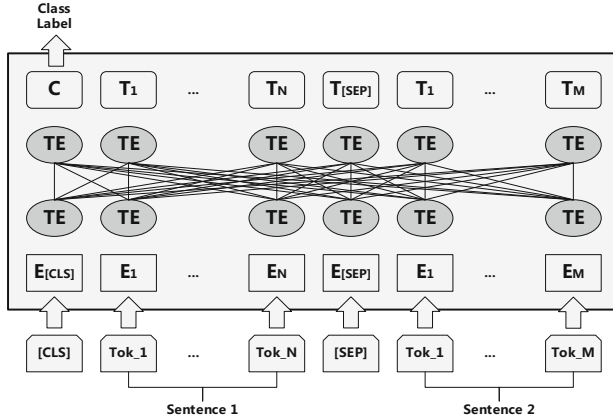 Class
Label
C T1 ... TN T[SEP] T1 ... TM
TE TE TE TE TE TE
TE TE TE TE TE TE
E[CLS] E1 ... EN E[SEP] E1 ... EM
[CLS] Tok_1 ... Tok_N [SEP] Tok_1 ... Tok_M
Sentence 1 Sentence 2